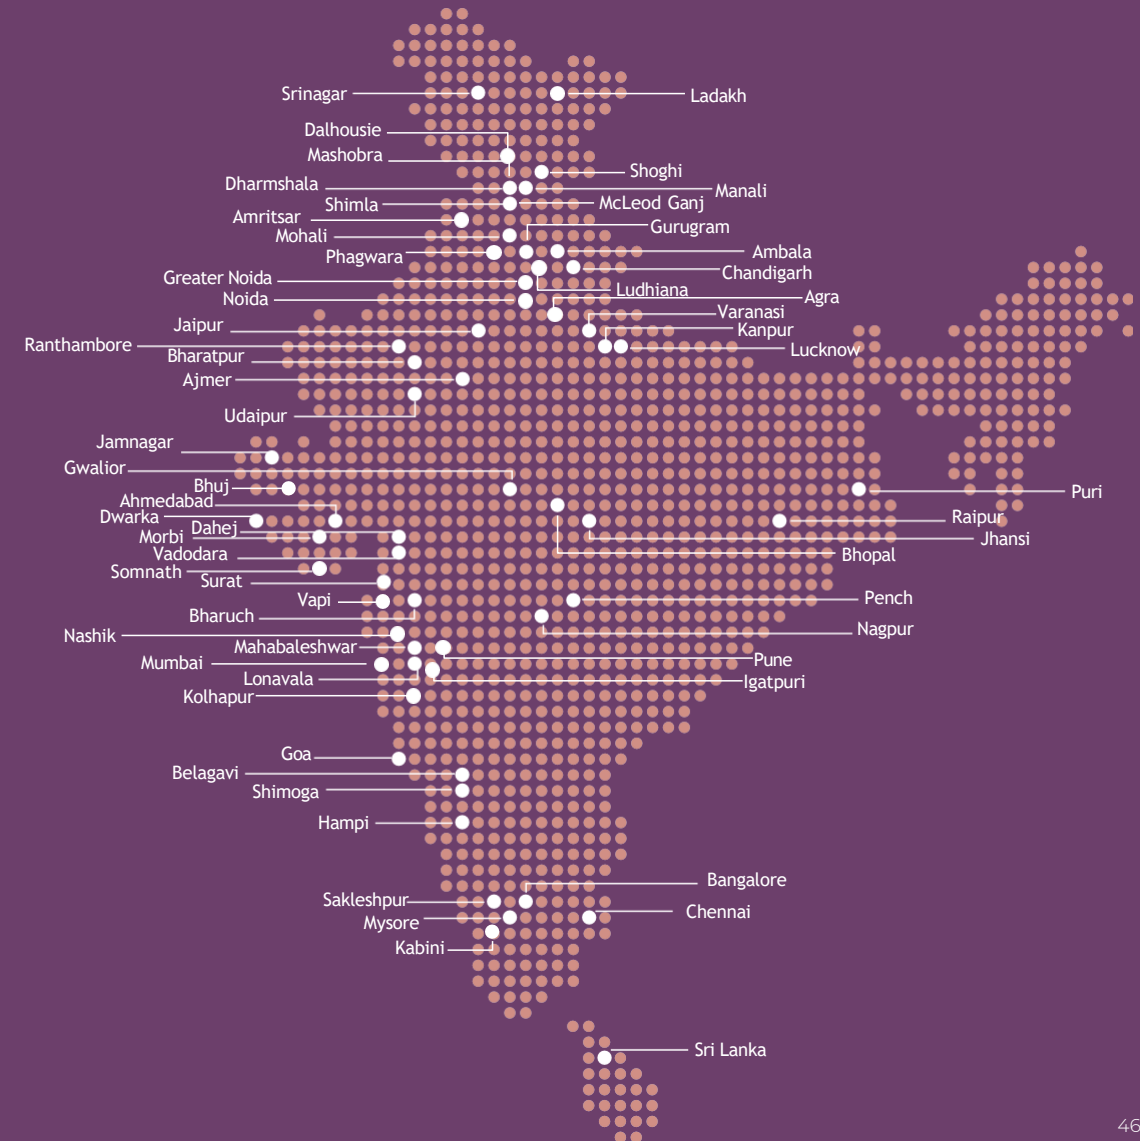 Srinagar
Ladakh
Dalhousie
Mashobra
Shoghi
Dharmshala
Manali
Shimla
McLeod Ganj
Amritsar
Gurugram
Mohali
Phagwara
Ambala
Chandigarh
Greater Noida
Ludhiana
Noida
Agra
Varanasi
Jaipur
Kanpur
Ranthambore
Lucknow
Bharatpur
Ajmer
Udaipur
Jamnagar
Gwalior
Bhuj
Puri
Ahmedabad
Dwarka
Raipur
Dahej
Morbi
Jhansi
Vadodara
Bhopal
Somnath
Surat
Vapi
Pench
Bharuch
Nagpur
Nashik
Mahabaleshwar
Mumbai
Pune
Lonavala
Igatpuri
Kolhapur
Goa
Belagavi
Shimoga
Hampi
Bangalore
Sakleshpur
Chennai
Mysore
Kabini
Sri Lanka
46